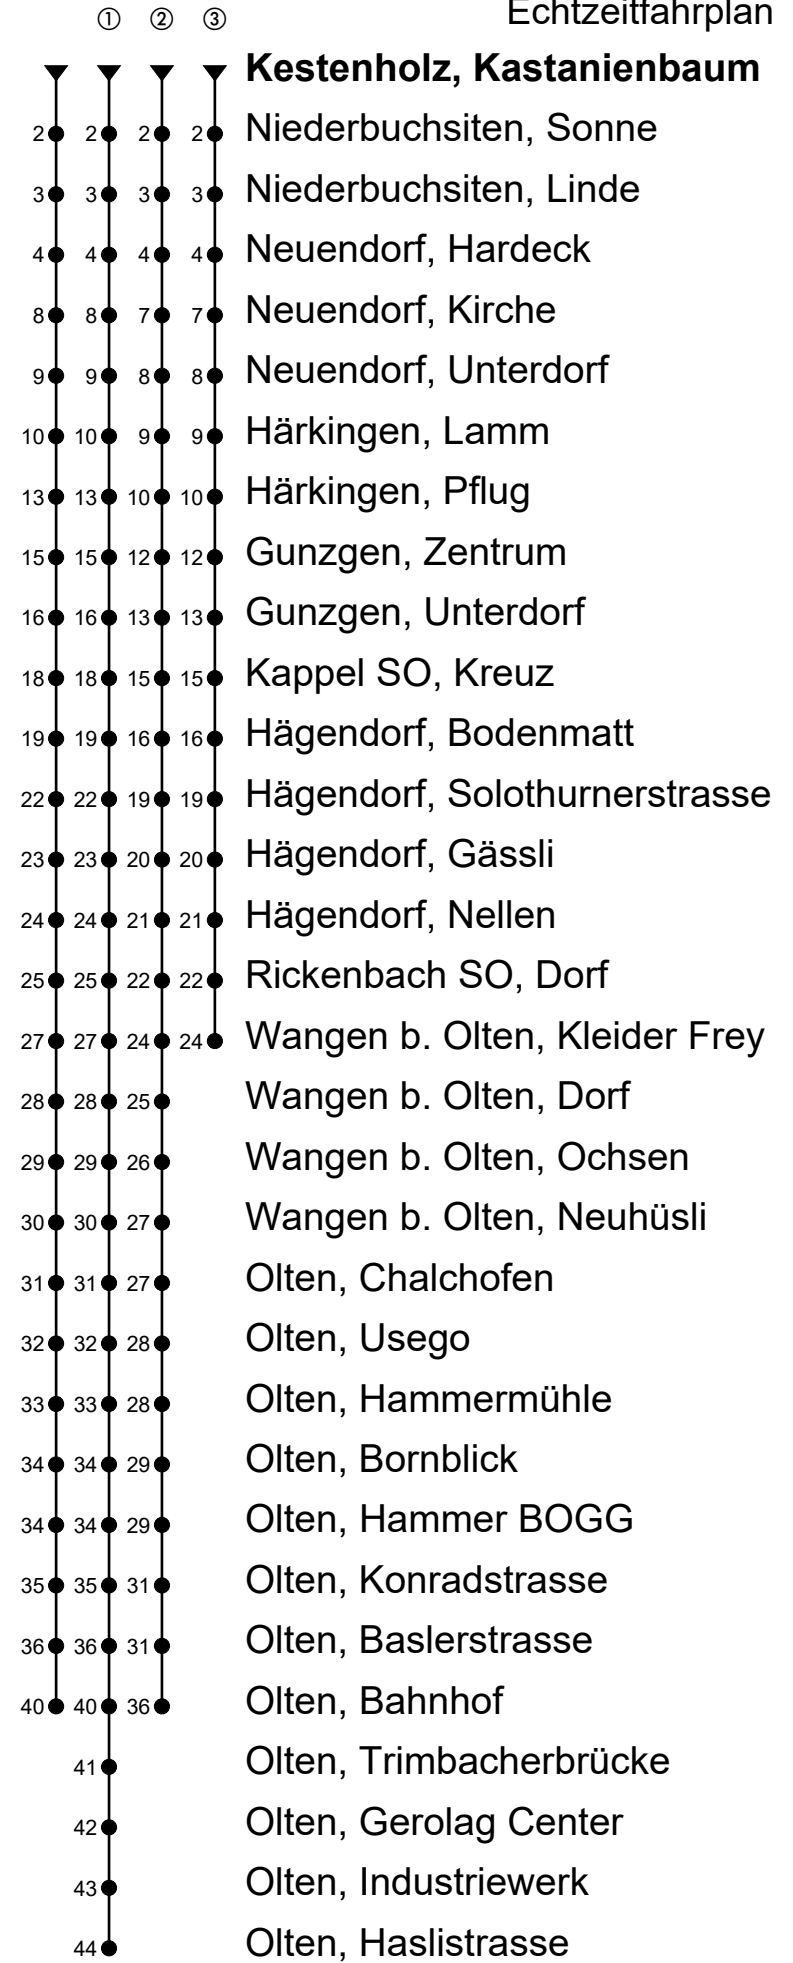 Echtzeitfahrplan
① ② ③
Kestenholz, Kastanienbaum
2 2 2 2 Niederbuchsiten, Sonne
3 3 3 3 Niederbuchsiten, Linde
4 4 4 4 Neuendorf, Hardeck
8 8 7 7 Neuendorf, Kirche
9 9 8 8 Neuendorf, Unterdorf
10 10 9 9 Härkingen, Lamm
13 13 10 10 Härkingen, Pflug
15 15 12 12 Gunzgen, Zentrum
16 16 13 13 Gunzgen, Unterdorf
18 18 15 15 Kappel SO, Kreuz
19 19 16 16 Hägendorf, Bodenmatt
22 22 19 19 Hägendorf, Solothurnerstrasse
23 23 20 20 Hägendorf, Gässli
24 24 21 21 Hägendorf, Nellen
25 25 22 22 Rickenbach SO, Dorf
27 27 24 24 Wangen b. Olten, Kleider Frey
28 28 25 Wangen b. Olten, Dorf
29 29 26 Wangen b. Olten, Ochsen
30 30 27 Wangen b. Olten, Neuhüsli
31 31 27 Olten, Chalchofen
32 32 28 Olten, Usego
33 33 28 Olten, Hammermühle
34 34 29 Olten, Bornblick
34 34 29 Olten, Hammer BOGG
35 35 31 Olten, Konradstrasse
36 36 31 Olten, Baslerstrasse
40 40 36 Olten, Bahnhof
41 Olten, Trimbacherbrücke
42 Olten, Gerolag Center
43 Olten, Industriewerk
44 Olten, Haslistrasse